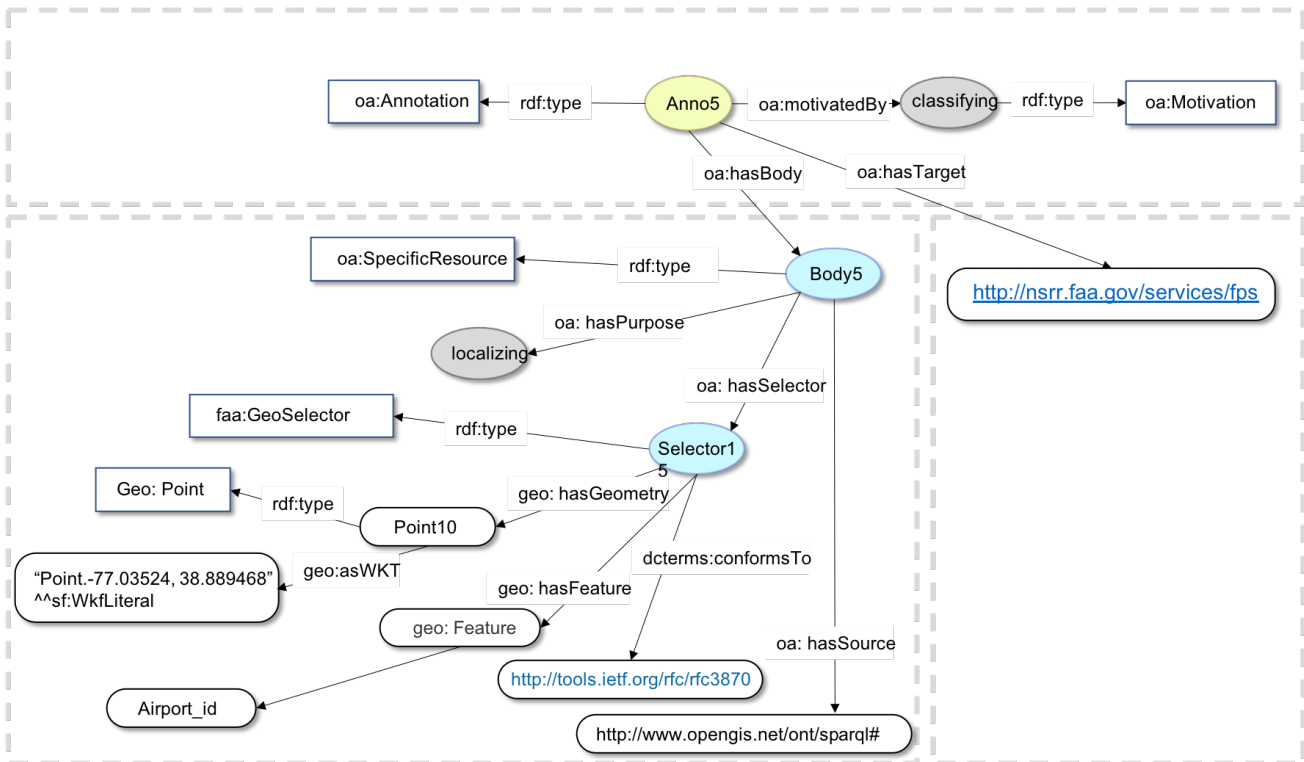 oa:Annotation
rdf:type
Anno5
oa:motivatedBy
classifying
rdf:type
oa:Motivation
oa:hasBody
oa:hasTarget
oa:SpecificResource
rdf:type
Body5
http://nsrr.faa.gov/services/fps
oa: hasPurpose
localizing
oa: hasSelector
faa:GeoSelector
rdf:type
Selector1
5
Geo: Point
rdf:type
geo: hasGeometry
Point10
geo:asWKT
dcterms:conformsTo
“Point.-77.03524, 38.889468”
^^sf:WkfLiteral
geo: hasFeature
geo: Feature
oa: hasSource
http://tools.ietf.org/rfc/rfc3870
Airport_id
http://www.opengis.net/ont/sparql#